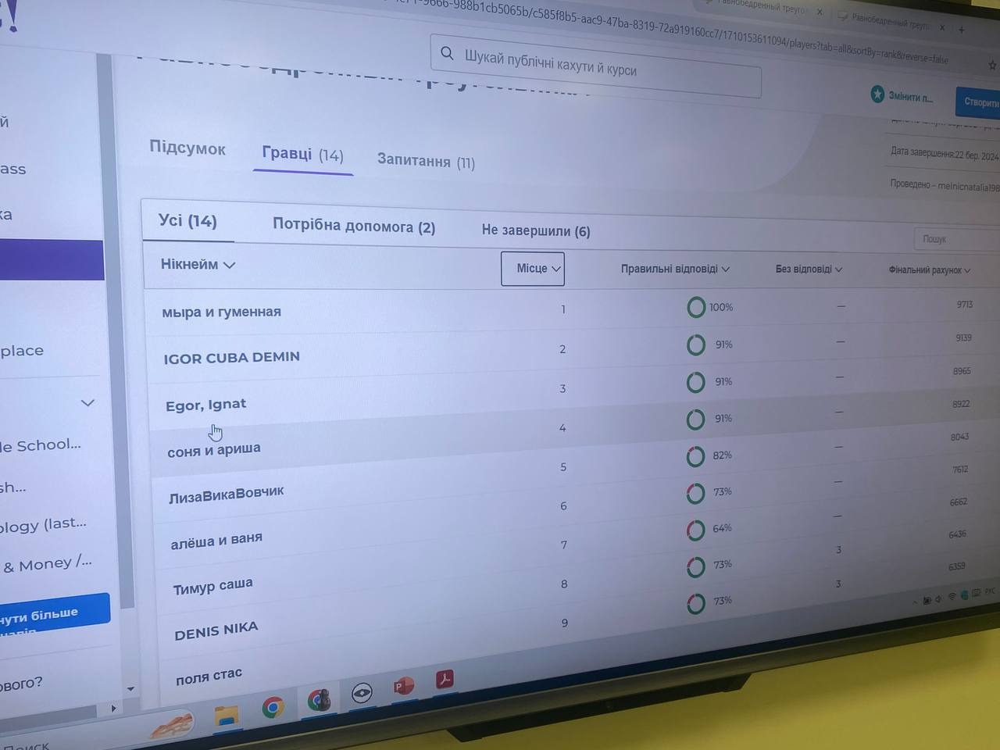 -9666-988b1cb5065b/c585f8b5-aac9-47ba-8319-72a919160cc7/1710153611094/players?tab=all&sortBy=rank&reverse=false
Равнобедренный треуго
Равнобедренный треуго
Шукай публічні кахути й курси
Змінити п...
Створити
Дата завершення:22 бер. 2024
Проведено – melnicnatalia198
Підсумок
Гравці (14)
Запитання (11)
Усі (14)
Потрібна допомога (2)
Не завершили (6)
Пошук
Нікнейм
Місце
Правильні відповіді
Без відповіді
Фінальний рахунок
мыра и гуменная 1 100% — 9713
IGOR CUBA DEMIN 2 91% — 9139
Egor, Ignat 3 91% — 8965
соня и ариша 4 91% — 8922
ЛизаВикаВовчик 5 82% — 8043
алёша и ваня 6 73% — 7612
Тимур саша 7 64% — 6662
DENIS NIKA 8 73% 3 6436
поля стас 9 73% 3 6359
й
ass
ка
place
le School...
sh...
ology (last...
& Money /...
нути більше
ового?
Поиск
РУС